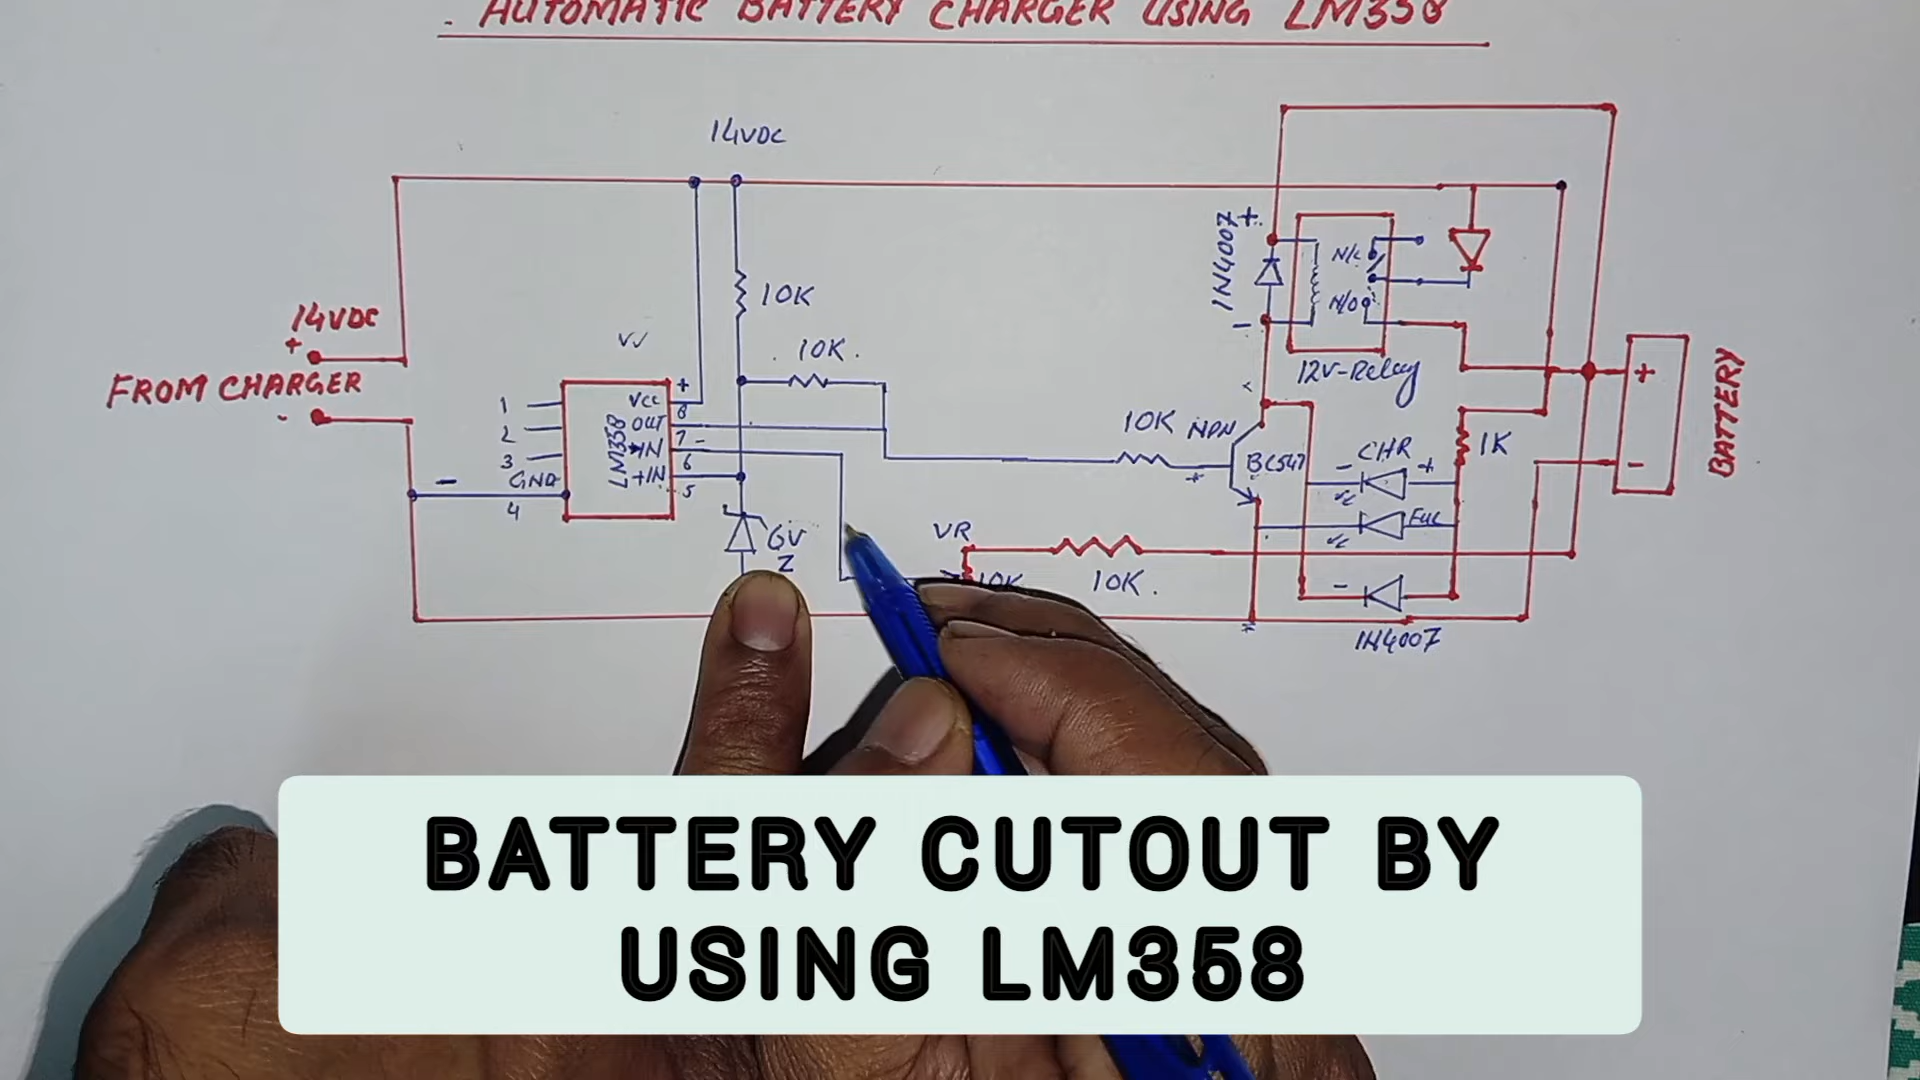 AUTOMATIC BATTERY CHARGER USING LM358
14VDC
1N4007
+
N/C
N/O
-
12V-Relay
10K
10K.
14VDC
+
FROM CHARGER
-
1
2
3
GND
4
LM358
+
VCC
8
OUT
7
-IN
6
+IN
5
-
6V
Z
VR
10K
10K.
10K
NPN
BC547
CHR
-
+
1K
Ful
-
1N4007
+
-
BATTERY
BATTERY CUTOUT BY
USING LM358